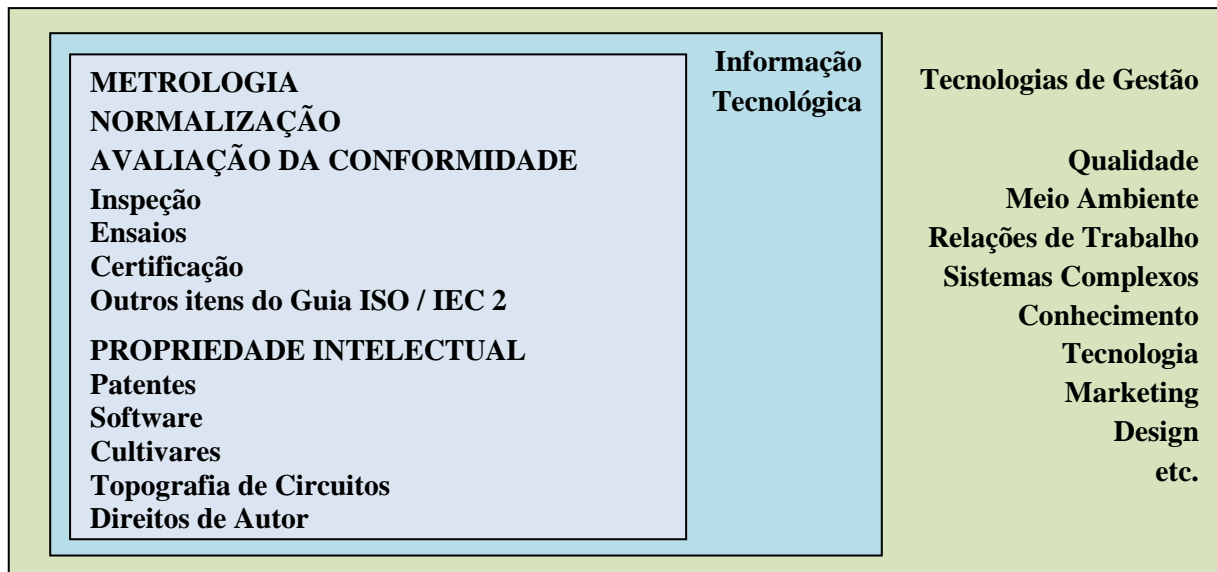 METROLOGIA
NORMALIZAÇÃO
AVALIAÇÃO DA CONFORMIDADE
Inspeção
Ensaios
Certificação
Outros itens do Guia ISO / IEC 2
PROPRIEDADE INTELECTUAL
Patentes
Software
Cultivares
Topografia de Circuitos
Direitos de Autor
Informação
Tecnológica
Tecnologias de Gestão
Qualidade
Meio Ambiente
Relações de Trabalho
Sistemas Complexos
Conhecimento
Tecnologia
Marketing
Design
etc.